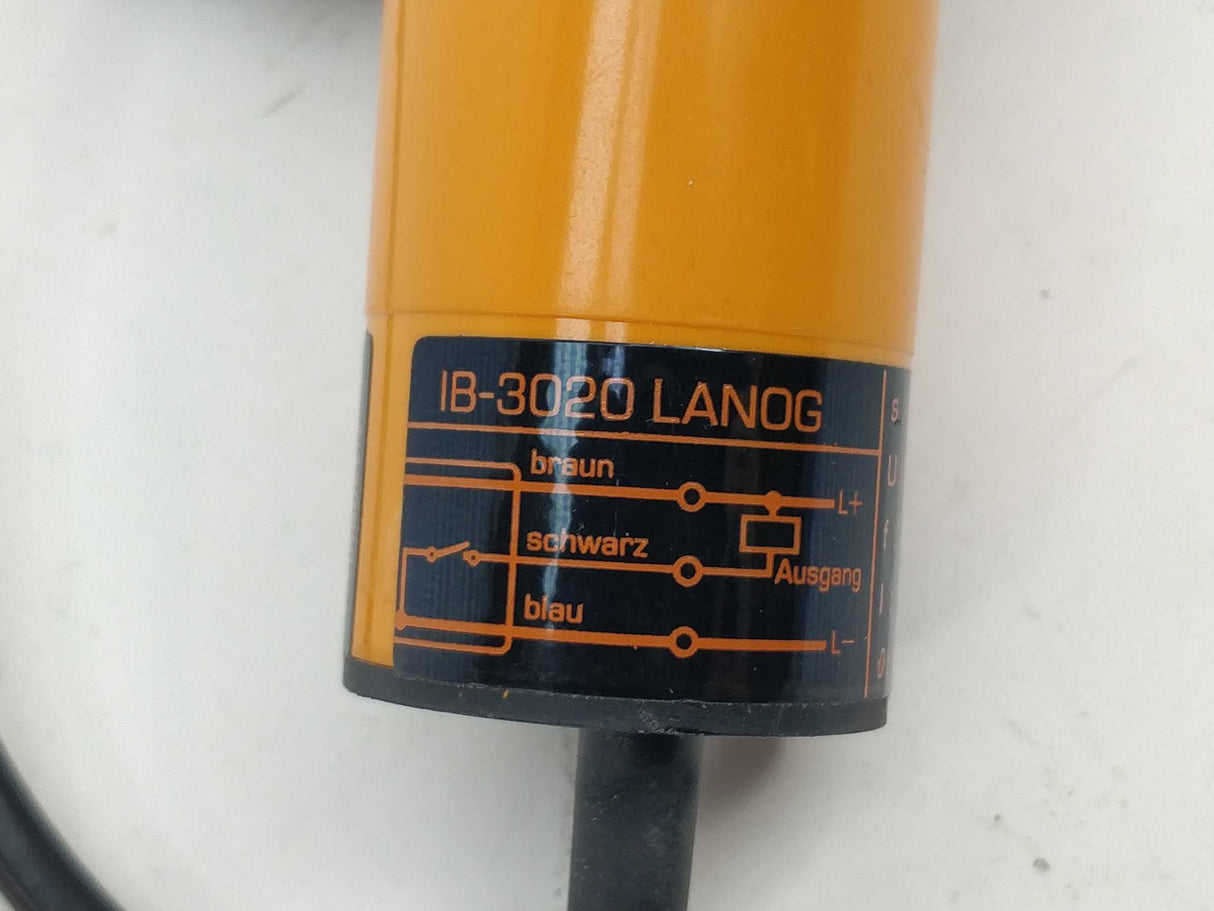 IB-3020 LANOG
braun
L+
schwarz
Ausgang
blau
L-
s
U
f
I